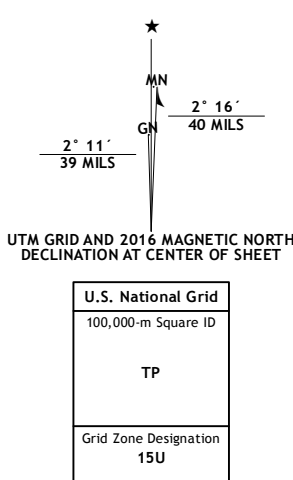 ★
MN
GN
2° 16´
40 MILS
2° 11´
39 MILS
UTM GRID AND 2016 MAGNETIC NORTH
DECLINATION AT CENTER OF SHEET
U.S. National Grid
100,000-m Square ID
TP
Grid Zone Designation
15U